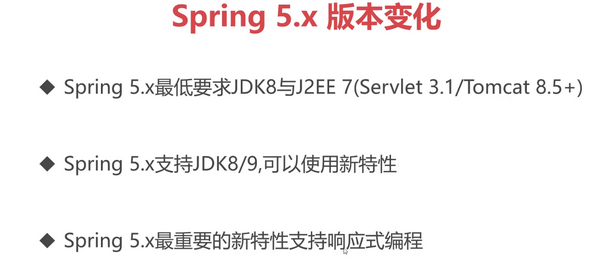 Spring 5.x 版本变化
◆ Spring 5.x最低要求JDK8与J2EE 7(Servlet 3.1/Tomcat 8.5+)
◆ Spring 5.x支持JDK8/9,可以使用新特性
◆ Spring 5.x最重要的新特性支持响应式编程